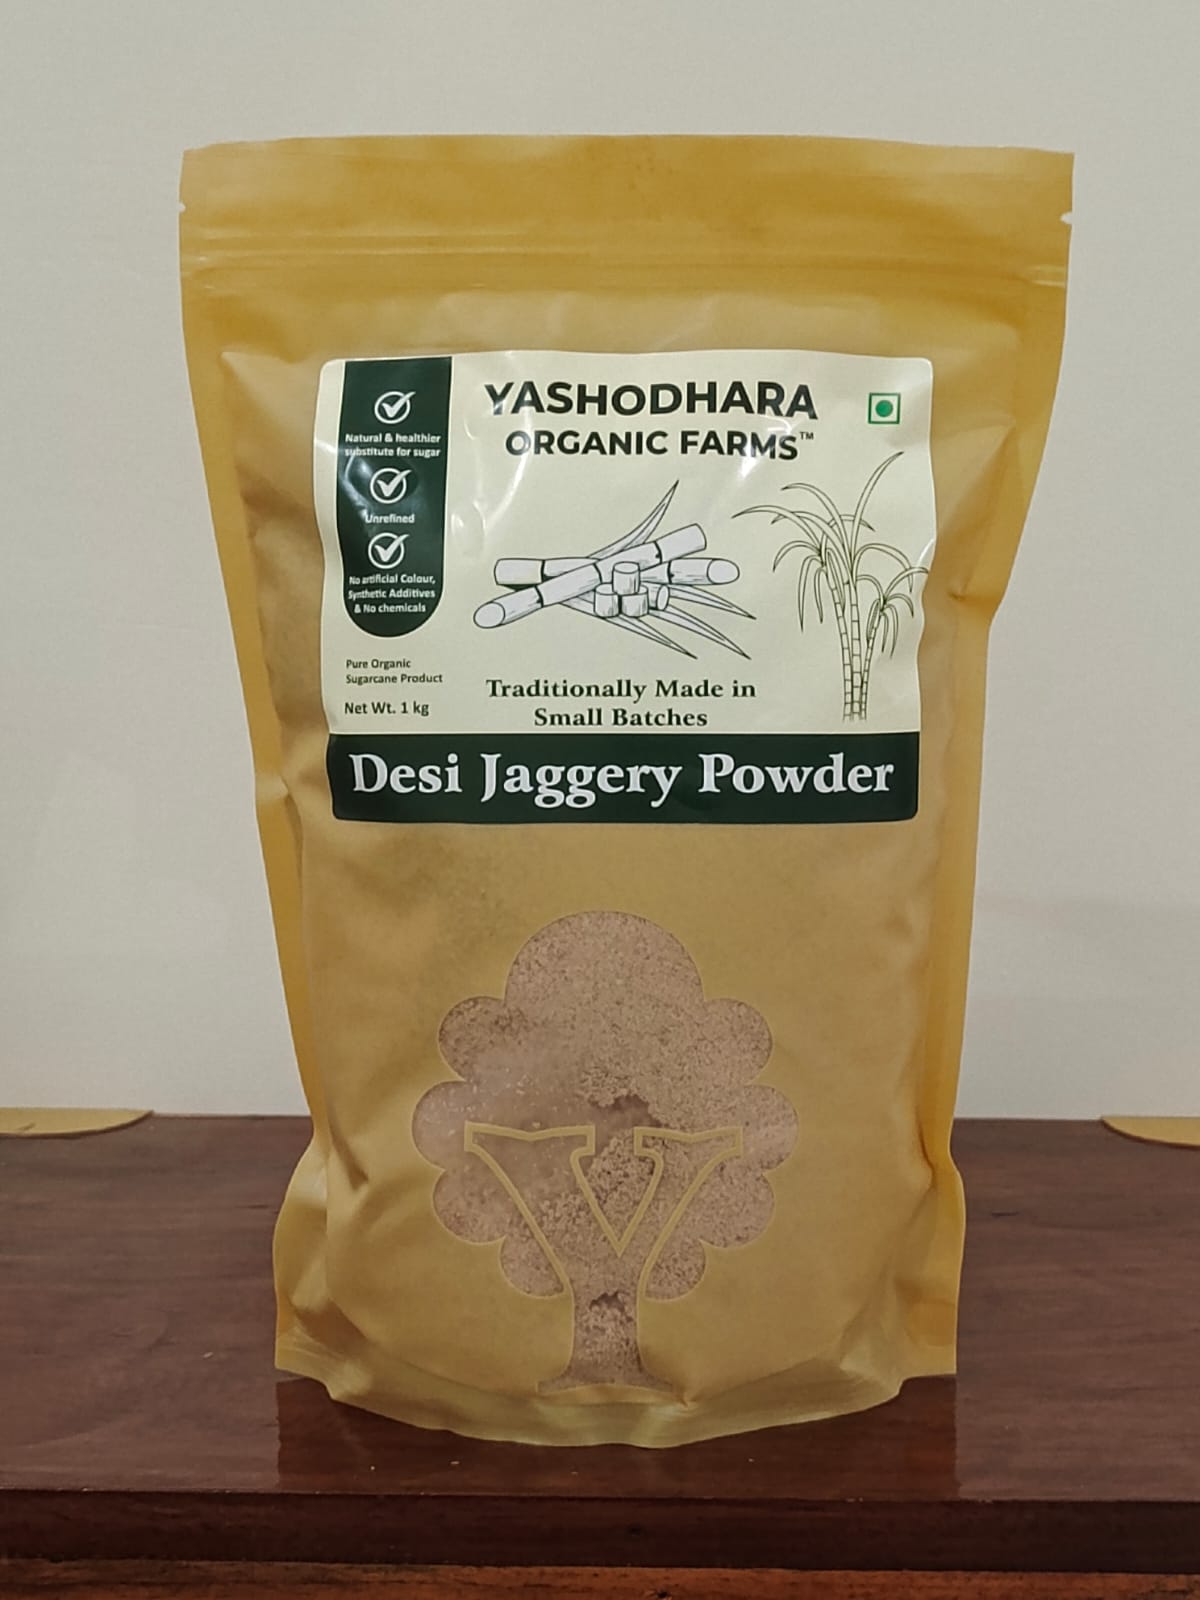 YASHODHARA
ORGANIC FARMS™
Natural & healthier
substitute for sugar
Unrefined
No artificial Colour,
Synthetic Additives
& No chemicals
Pure Organic
Sugarcane Product
Net Wt. 1 kg
Traditionally Made in
Small Batches
Desi Jaggery Powder
Y